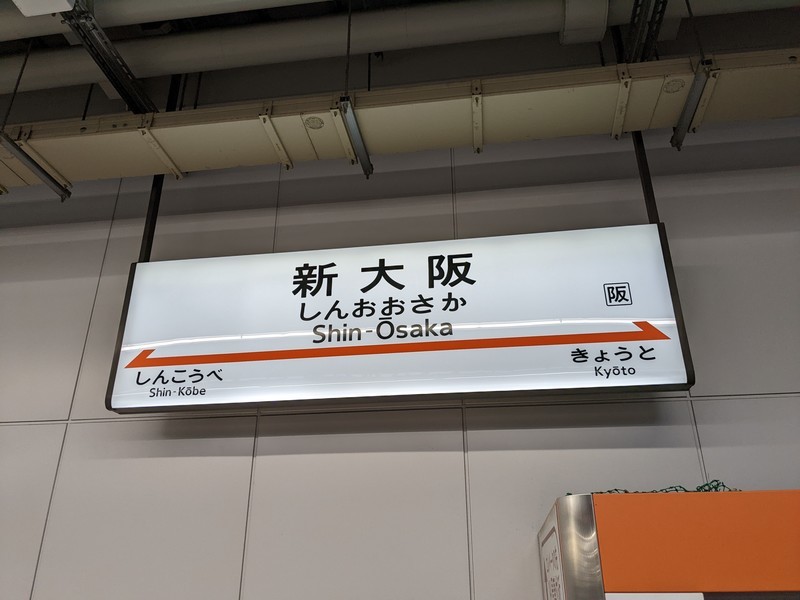 新大阪
しんおおさか
Shin-Ōsaka
阪
しんこうべ
Shin-Kōbe
きょうと
Kyōto